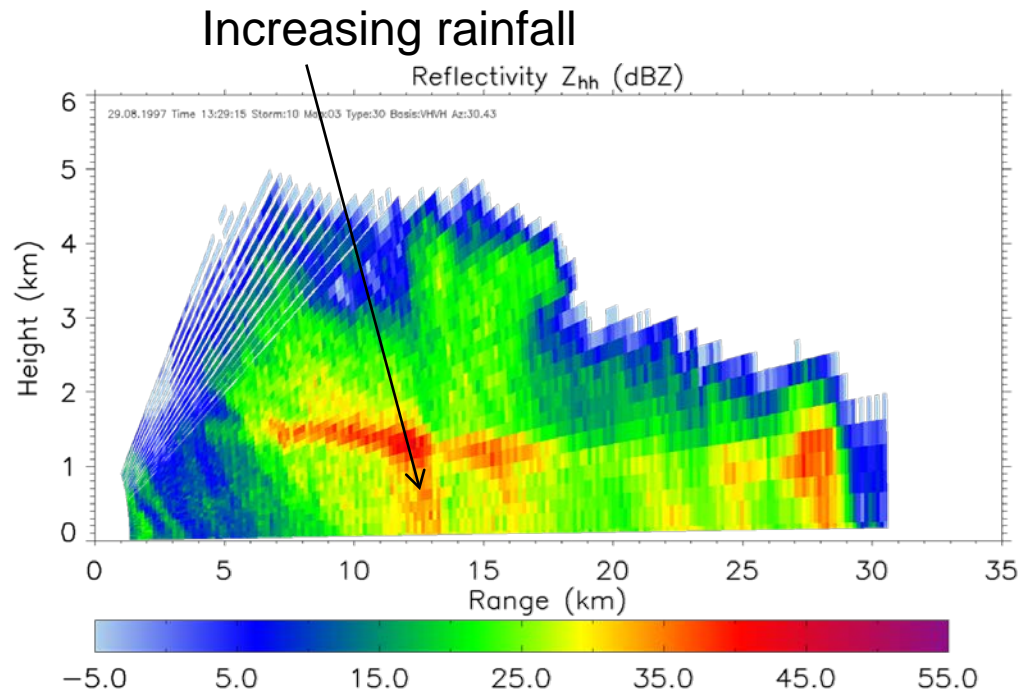 Increasing rainfall
Reflectivity Zhh (dBZ)
29.08.1997 Time 13:29:15 Storm:10 Map:03 Type:30 Basis:VHVH Az:30.43
6
5
4
3
2
1
0
Height (km)
0 5 10 15 20 25 30 35
Range (km)
−5.0 5.0 15.0 25.0 35.0 45.0 55.0